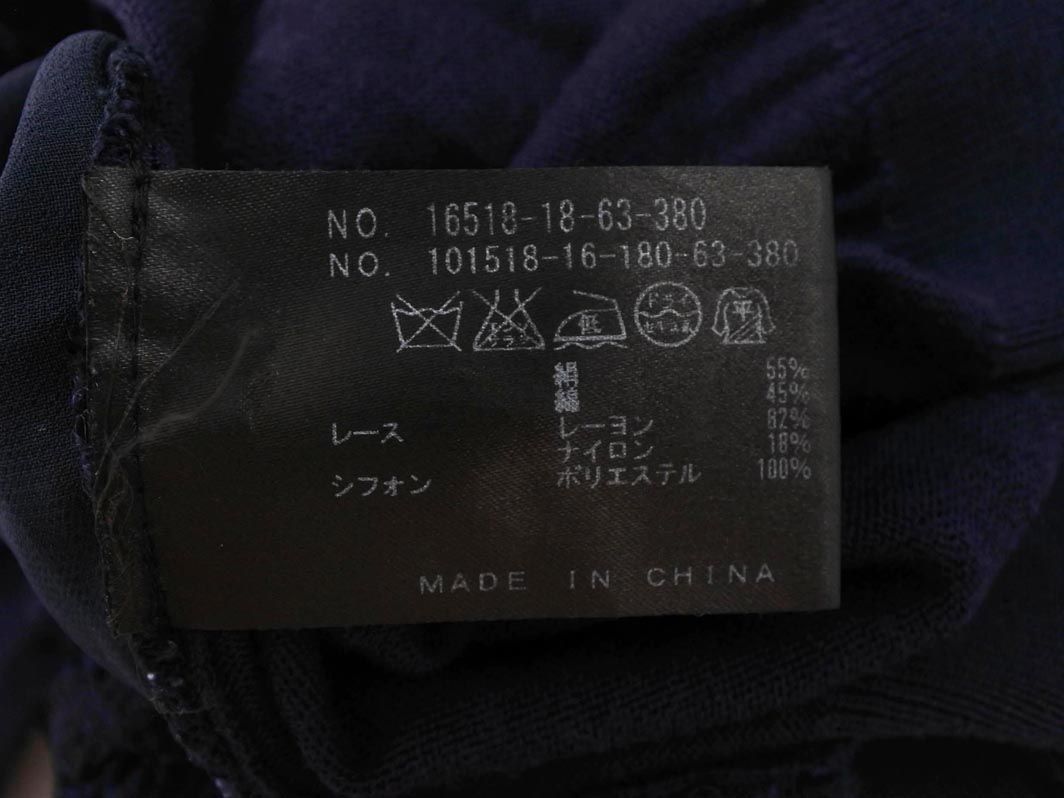 NO. 16518-18-63-380
NO. 101518-16-180-63-380
低 ドライ 平
絹 55%
綿 45%
レース レーヨン 82%
ナイロン 18%
シフオン ポリエステル 100%
MADE IN CHINA